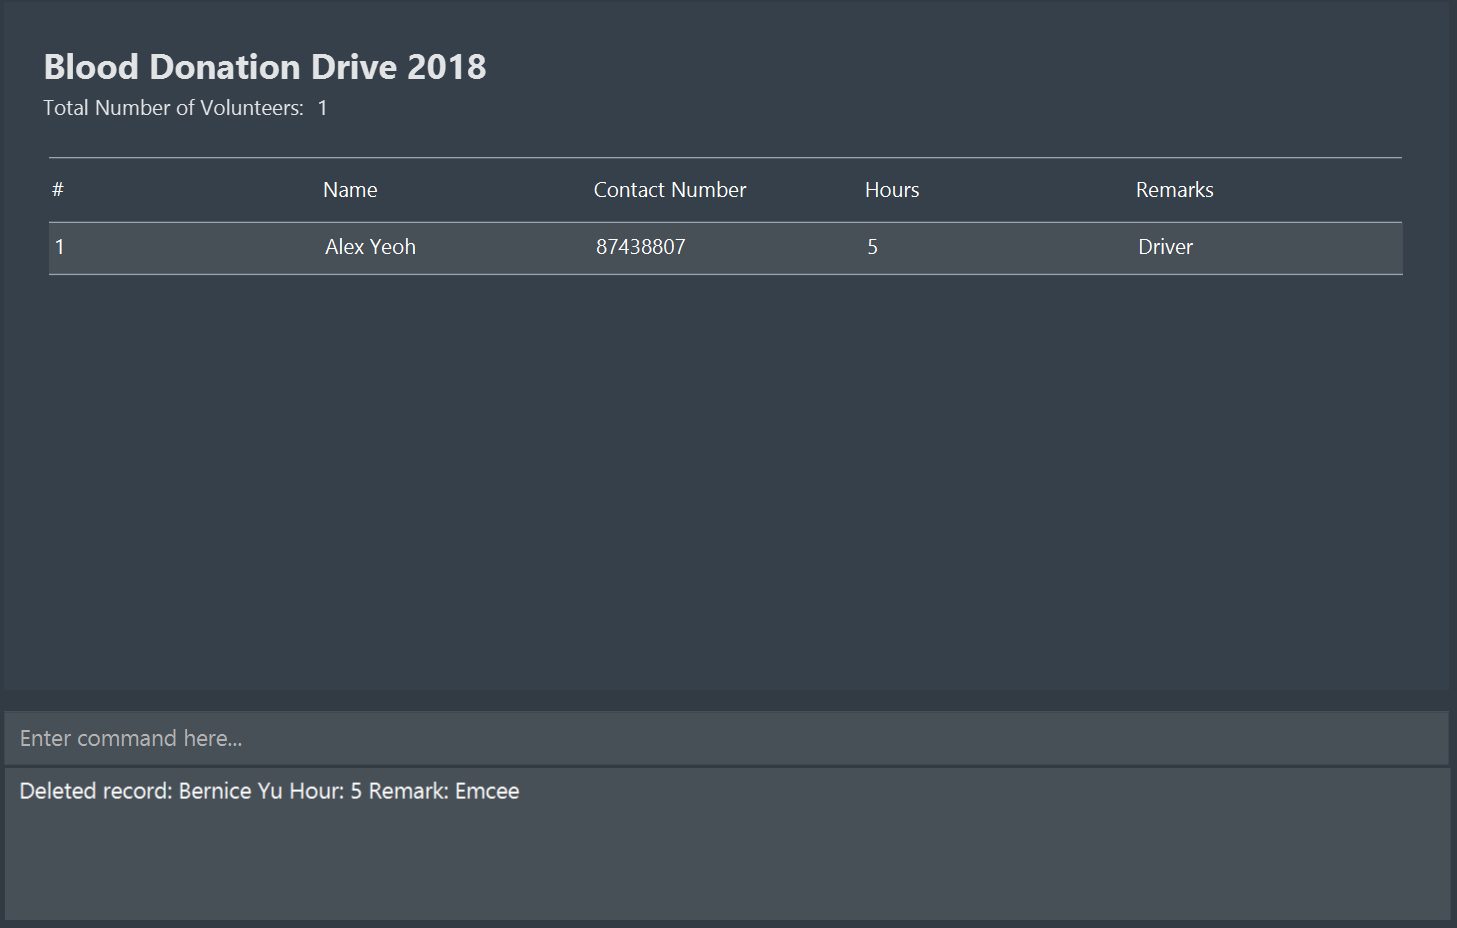 Blood Donation Drive 2018
Total Number of Volunteers: 1
# Name Contact Number Hours Remarks
1 Alex Yeoh 87438807 5 Driver
Enter command here...
Deleted record: Bernice Yu Hour: 5 Remark: Emcee